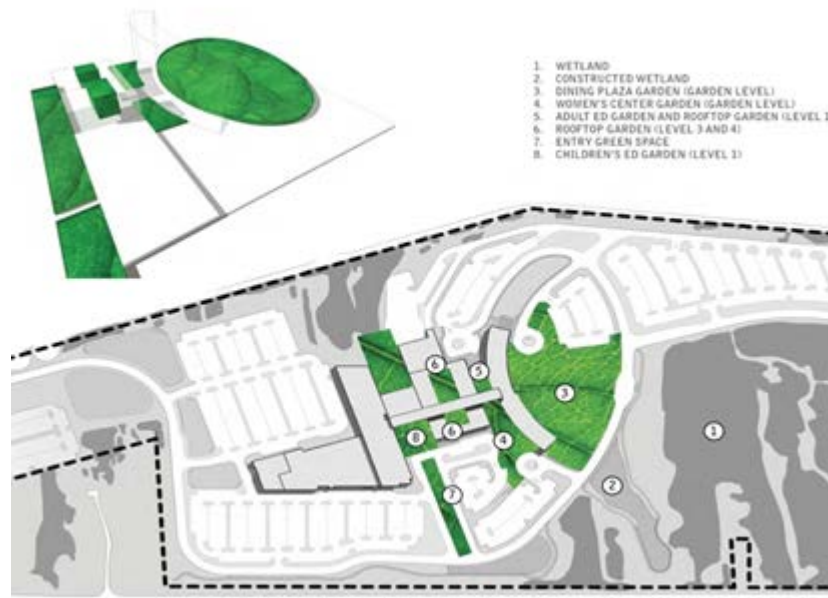 1. WETLAND
2. CONSTRUCTED WETLAND
3. DINING PLAZA GARDEN (GARDEN LEVEL)
4. WOMEN'S CENTER GARDEN (GARDEN LEVEL)
5. ADULT ED GARDEN AND ROOFTOP GARDEN (LEVEL 1
6. ROOFTOP GARDEN (LEVEL 3 AND 4)
7. ENTRY GREEN SPACE
8. CHILDREN'S ED GARDEN (LEVEL 1)
6
5
3
8
6
4
1
7
2